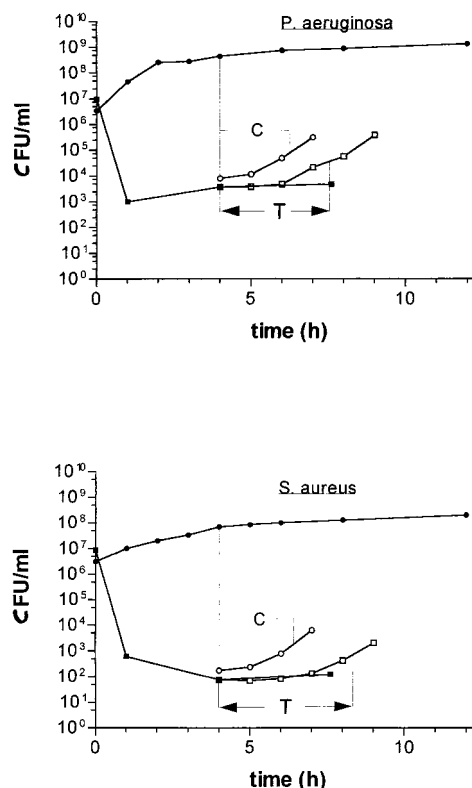 P. aeruginosa
10¹⁰
10⁹
10⁸
10⁷
10⁶
10⁵
10⁴
10³
10²
10¹
10⁰
CFU/ml
C
T
0 5 10
time (h)
S. aureus
10¹⁰
10⁹
10⁸
10⁷
10⁶
10⁵
10⁴
10³
10²
10¹
10⁰
CFU/ml
C
T
0 5 10
time (h)